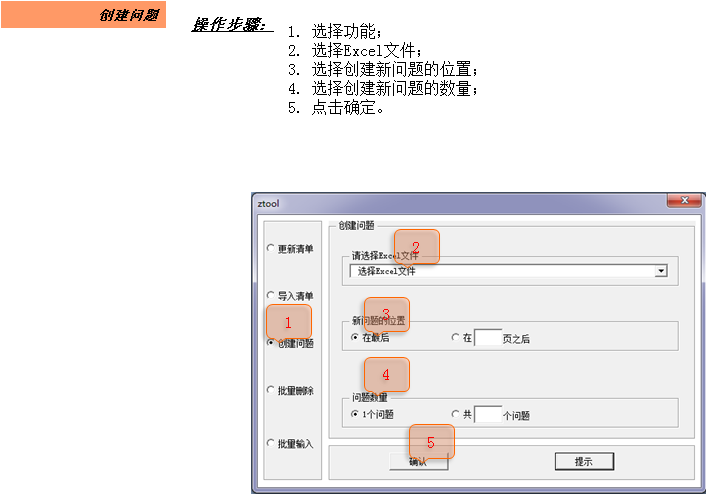 创建问题
操作步骤：
1. 选择功能；
2. 选择Excel文件；
3. 选择创建新问题的位置；
4. 选择创建新问题的数量；
5. 点击确定。
ztool
更新清单
导入清单
1
创建问题
批量删除
批量输入
创建问题
2
请选择Excel文件
选择Excel文件
3
新问题的位置
在最后
在 页之后
4
问题数量
1个问题
共 个问题
5
确认
提示